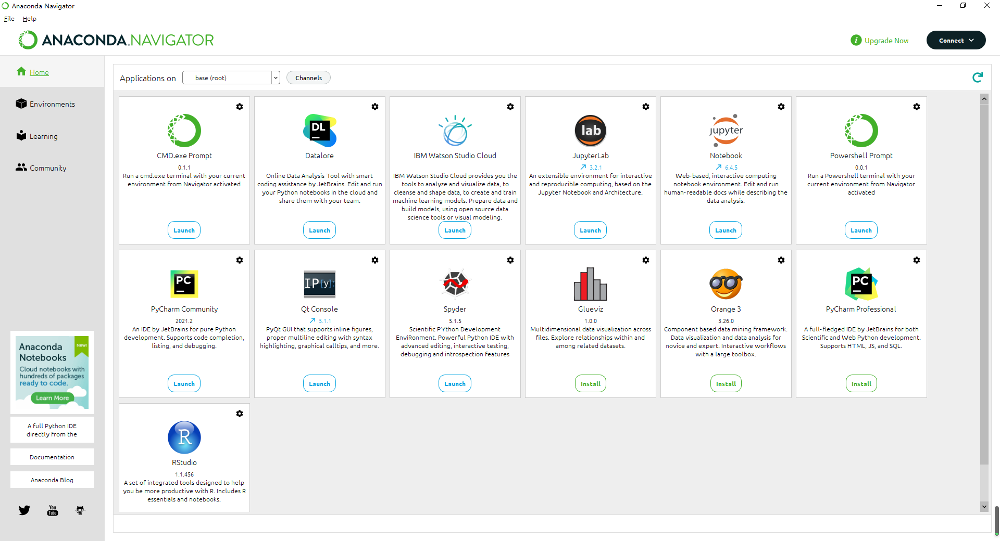 Anaconda Navigator
File Help
ANACONDA.NAVIGATOR
i Upgrade Now
Connect
Home
Environments
Learning
Community
Applications on base (root) Channels
CMD.exe Prompt
0.1.1
Run a cmd.exe terminal with your current
environment from Navigator activated
Launch
DL
Datalore
Online Data Analysis Tool with smart
coding assistance by JetBrains. Edit and run
your Python notebooks in the cloud and
share them with your team.
Launch
IBM Watson Studio Cloud
IBM Watson Studio Cloud provides you the
tools to analyze and visualize data, to
cleanse and shape data, to create and train
machine learning models. Prepare data and
build models, using open source data
science tools or visual modeling.
Launch
lab
JupyterLab
3.2.1
An extensible environment for interactive
and reproducible computing, based on the
Jupyter Notebook and Architecture.
Launch
jupyter
Notebook
6.4.5
Web-based, interactive computing
notebook environment. Edit and run
human-readable docs while describing the
data analysis.
Launch
Powershell Prompt
0.0.1
Run a Powershell terminal with your
current environment from Navigator
activated
Launch
PC
PyCharm Community
2021.2
An IDE by JetBrains for pure Python
development. Supports code completion,
listing, and debugging.
Launch
IP[y]:
Qt Console
5.1.1
PyQt GUI that supports inline figures,
proper multiline editing with syntax
highlighting, graphical calltips, and more.
Launch
Spyder
5.1.5
Scientific PYthon Development
EnviRonment. Powerful Python IDE with
advanced editing, interactive testing,
debugging and introspection features
Launch
Glueviz
1.0.0
Multidimensional data visualization across
files. Explore relationships within and
among related datasets.
Install
Orange 3
3.26.0
Component based data mining framework.
Data visualization and data analysis for
novice and expert. Interactive workflows
with a large toolbox.
Install
PC
PyCharm Professional
A full-fledged IDE by JetBrains for both
Scientific and Web Python development.
Supports HTML, JS, and SQL.
Install
R
RStudio
1.1.456
A set of integrated tools designed to help
you be more productive with R. Includes R
essentials and notebooks.
Anaconda
Notebooks
New!
Cloud notebooks with
hundreds of packages
ready to code.
Learn More
A full Python IDE
directly from the
Documentation
Anaconda Blog
You
Tube